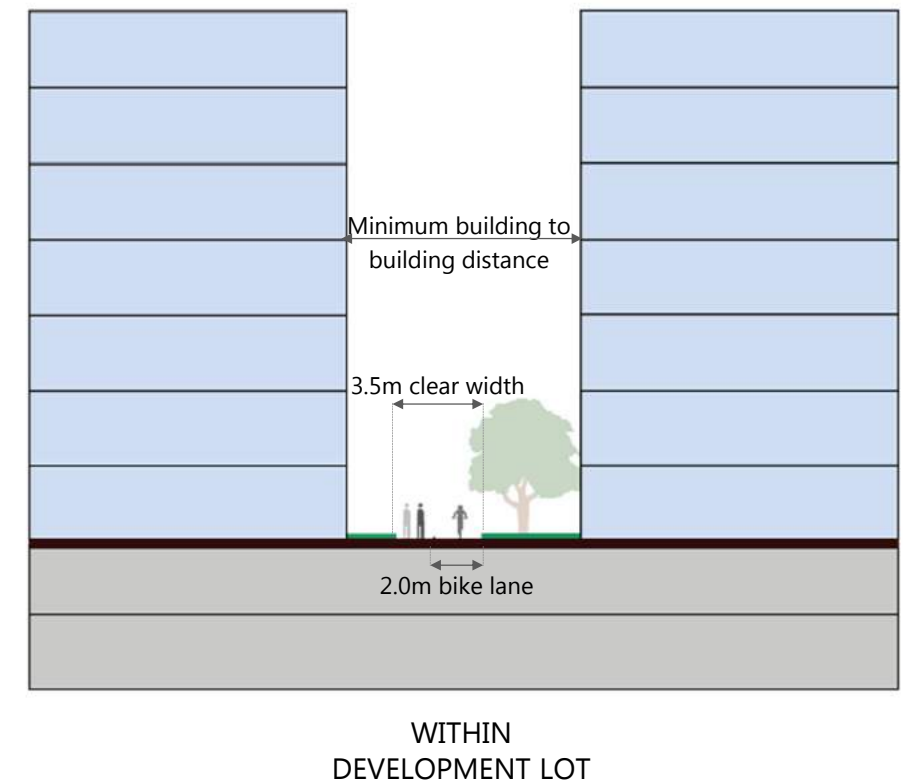 Minimum building to
building distance
3.5m clear width
2.0m bike lane
WITHIN
DEVELOPMENT LOT